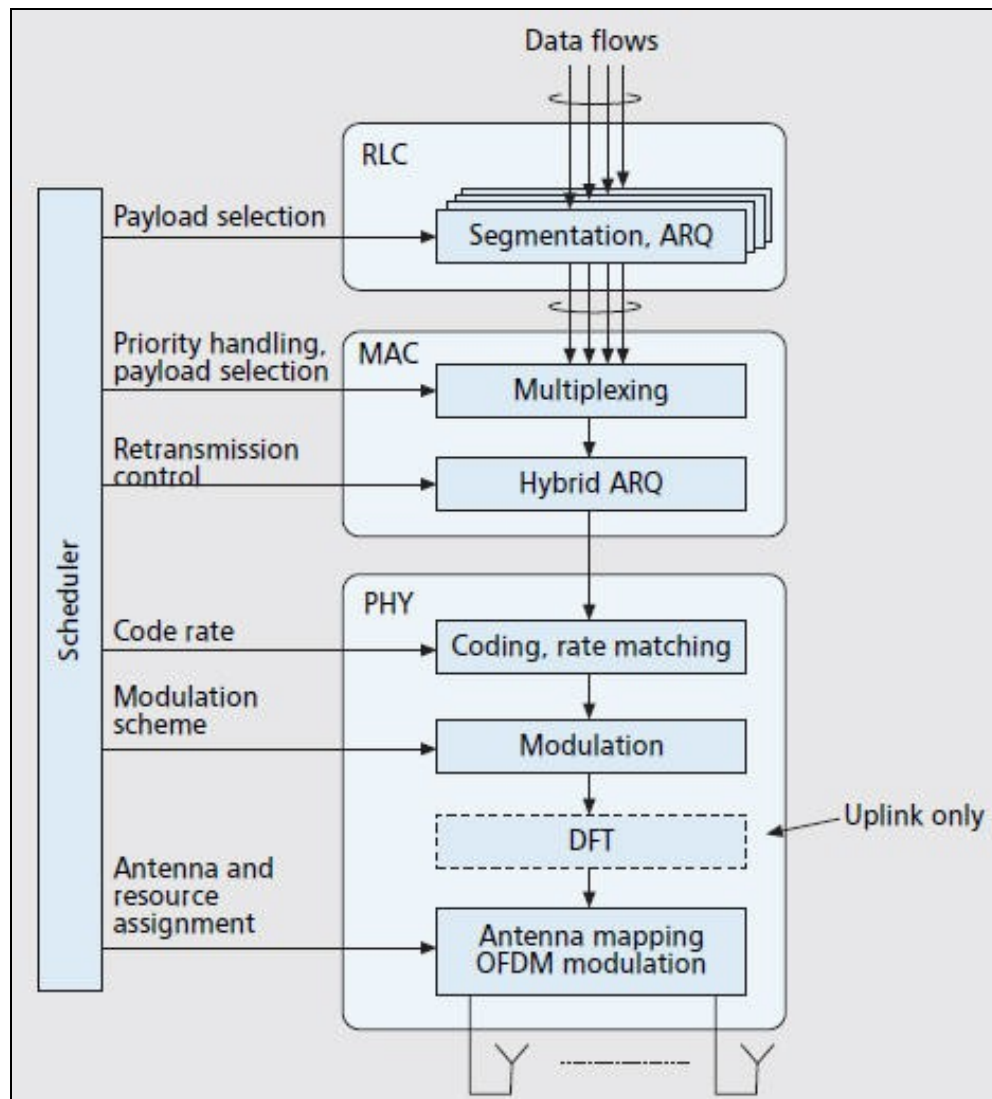 Data flows
RLC
Payload selection
Segmentation, ARQ
Priority handling,
payload selection
MAC
Multiplexing
Retransmission
control
Hybrid ARQ
Scheduler
PHY
Code rate
Coding, rate matching
Modulation
scheme
Modulation
Uplink only
DFT
Antenna and
resource
assignment
Antenna mapping
OFDM modulation